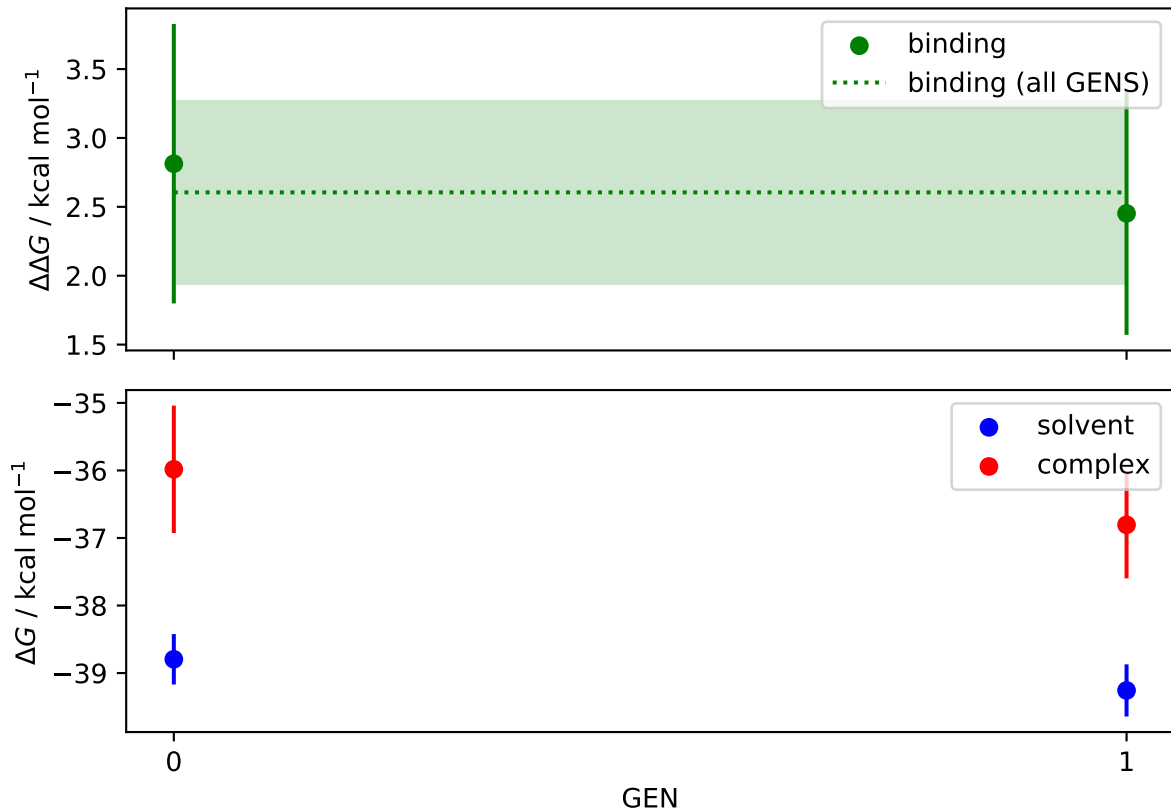 3.5
3.0
2.5
2.0
1.5
ΔΔG / kcal mol⁻¹
binding
binding (all GENS)
−35
−36
−37
−38
−39
ΔG / kcal mol⁻¹
solvent
complex
0
1
GEN